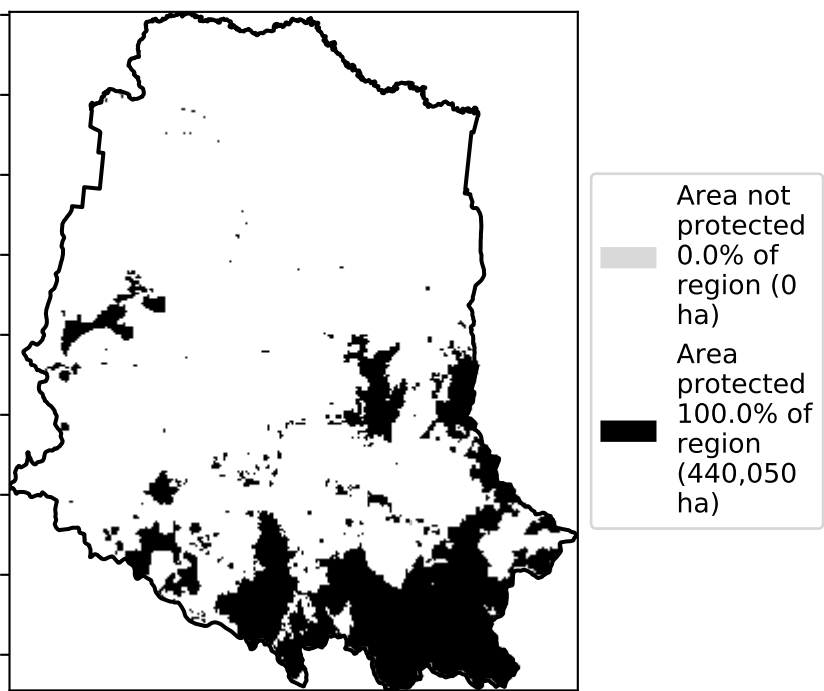 Area not
protected
0.0% of
region (0
ha)
Area
protected
100.0% of
region
(440,050
ha)